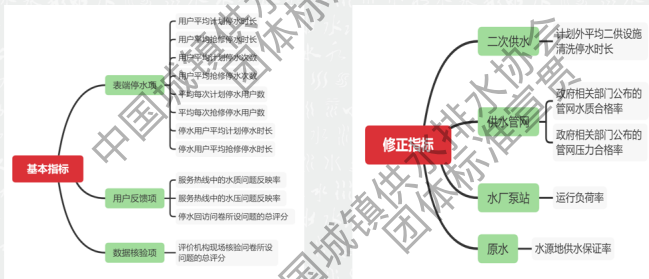 基本指标
表端停水项
用户平均计划停水时长
用户平均抢修停水时长
用户平均计划停水次数
用户平均抢修停水次数
平均每次计划停水用户数
平均每次抢修停水用户数
停水用户平均计划停水时长
停水用户平均抢修停水时长
用户反馈项
服务热线中的水质问题反映率
服务热线中的水压问题反映率
停水回访问卷所设问题的总评分
数据核验项
评价机构现场核验问卷所设
问题的总评分
修正指标
二次供水
计划外平均二供设施
清洗停水时长
供水管网
政府相关部门公布的
管网水质合格率
政府相关部门公布的
管网压力合格率
水厂泵站
运行负荷率
原水
水源地供水保证率
中国城镇供水排水协会
团体标准宣贯